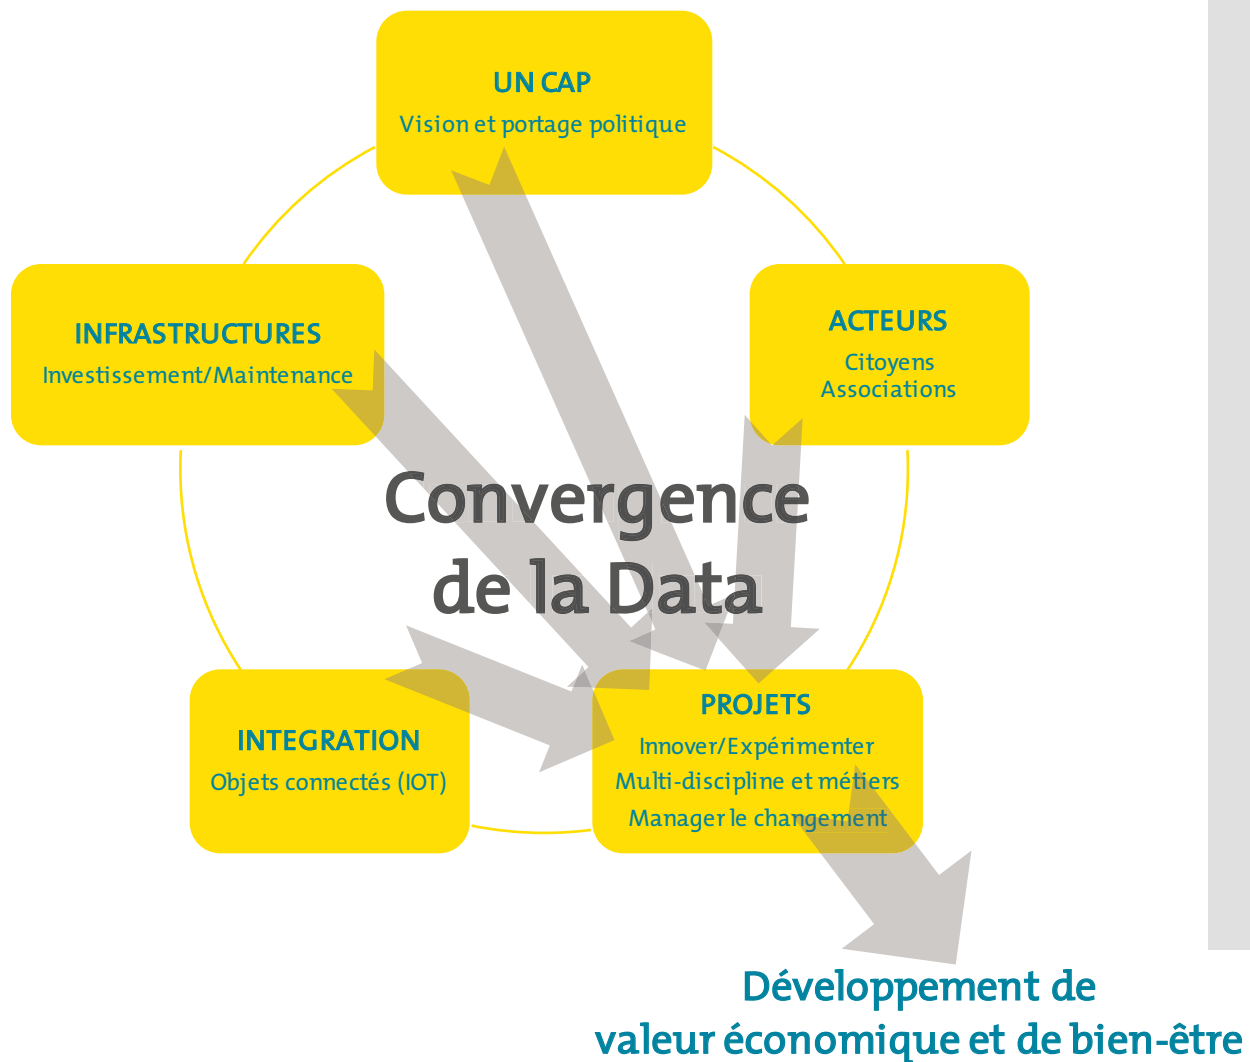 UN CAP
Vision et portage politique
INFRASTRUCTURES
Investissement/Maintenance
ACTEURS
Citoyens
Associations
Convergence
de la Data
INTEGRATION
Objets connectés (IOT)
PROJETS
Innover/Expérimenter
Multi-discipline et métiers
Manager le changement
Développement de
valeur économique et de bien-être